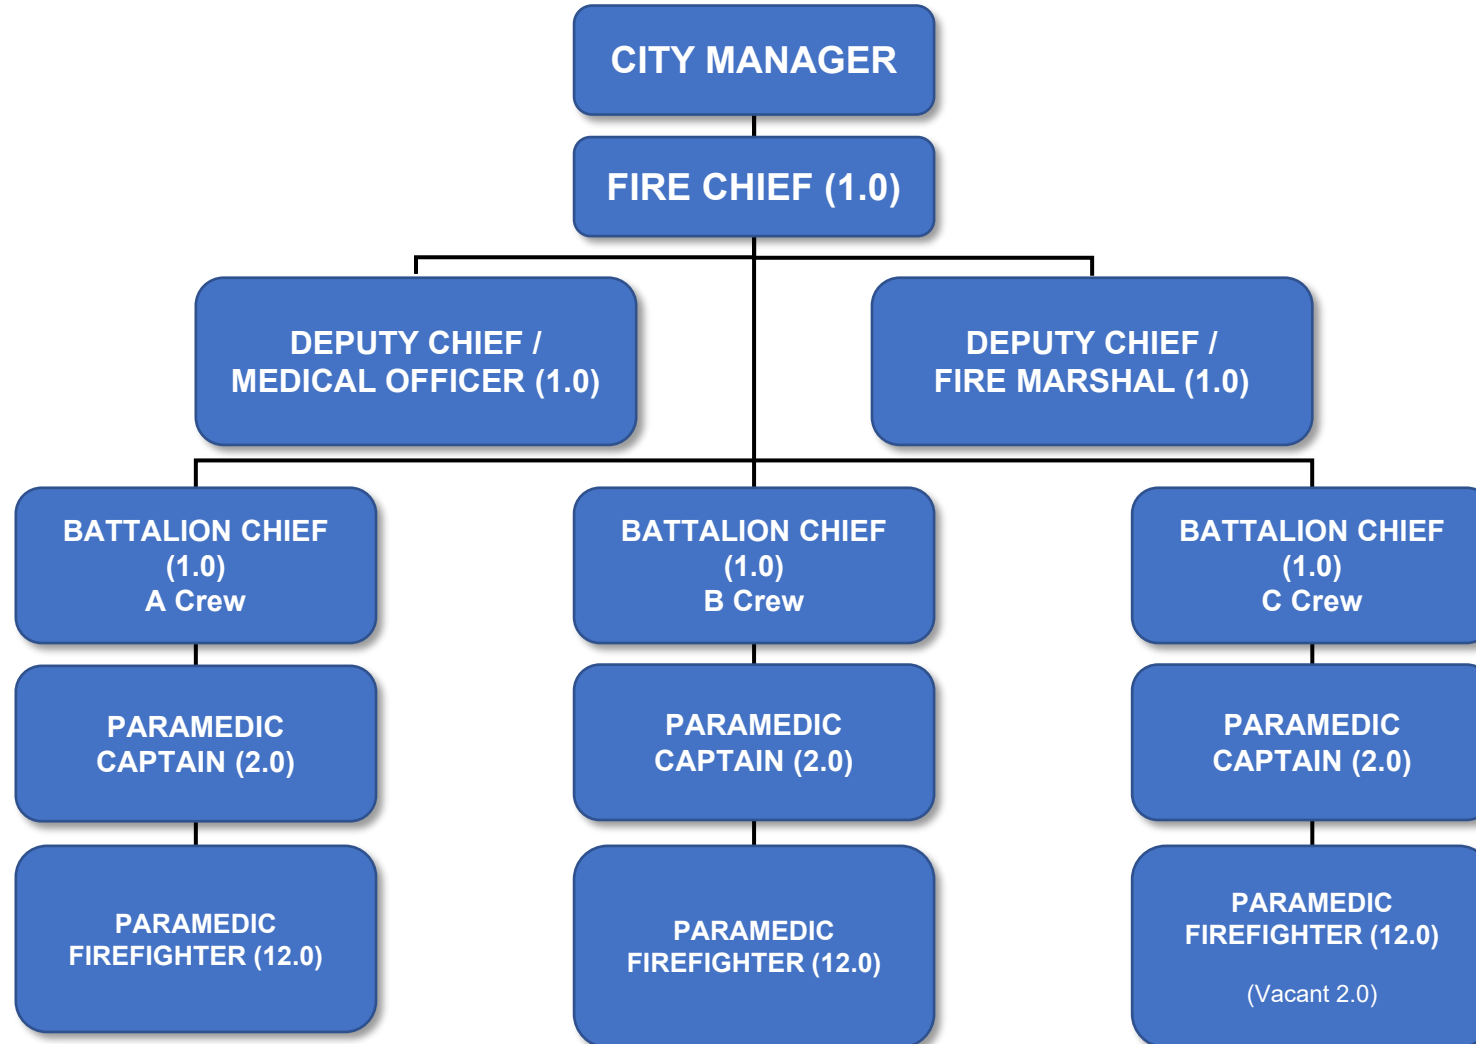 CITY MANAGER
FIRE CHIEF (1.0)
DEPUTY CHIEF /
MEDICAL OFFICER (1.0)
DEPUTY CHIEF /
FIRE MARSHAL (1.0)
BATTALION CHIEF
(1.0)
A Crew
BATTALION CHIEF
(1.0)
B Crew
BATTALION CHIEF
(1.0)
C Crew
PARAMEDIC
CAPTAIN (2.0)
PARAMEDIC
CAPTAIN (2.0)
PARAMEDIC
CAPTAIN (2.0)
PARAMEDIC
FIREFIGHTER (12.0)
PARAMEDIC
FIREFIGHTER (12.0)
PARAMEDIC
FIREFIGHTER (12.0)
(Vacant 2.0)